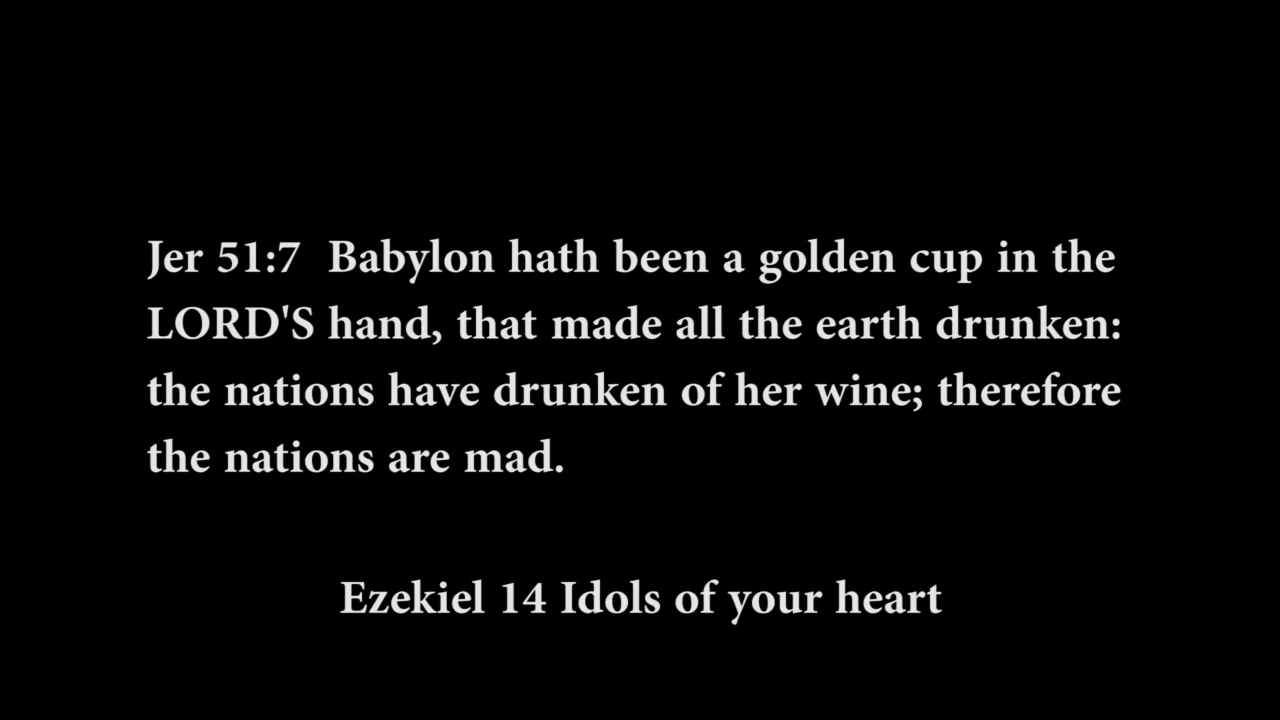 Jer 51:7  Babylon hath been a golden cup in the
LORD'S hand, that made all the earth drunken:
the nations have drunken of her wine; therefore
the nations are mad.
Ezekiel 14 Idols of your heart